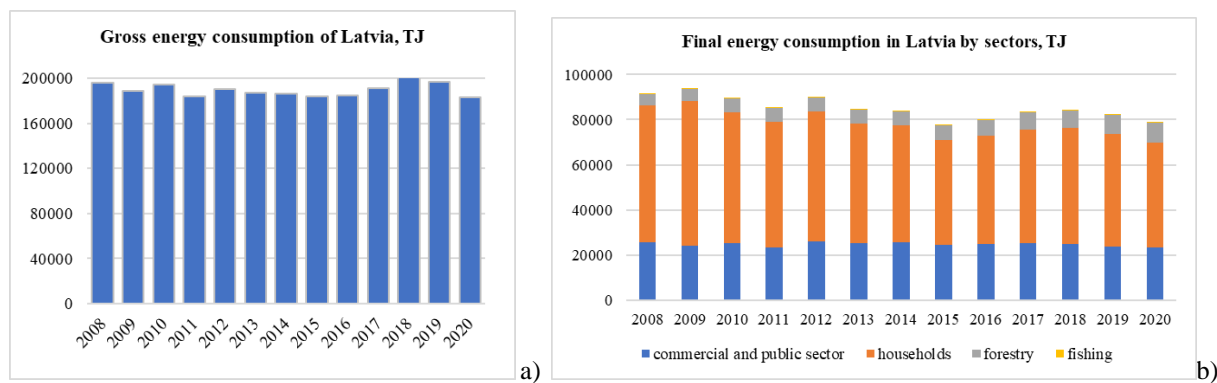 Gross energy consumption of Latvia, TJ
200000
160000
120000
80000
40000
0
2008 2009 2010 2011 2012 2013 2014 2015 2016 2017 2018 2019 2020
a)
Final energy consumption in Latvia by sectors, TJ
100000
80000
60000
40000
20000
0
2008 2009 2010 2011 2012 2013 2014 2015 2016 2017 2018 2019 2020
commercial and public sector households forestry fishing
b)